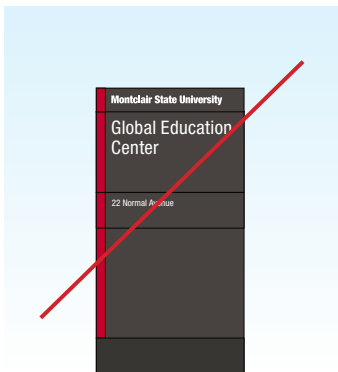 Montclair State University
Global Education
Center
22 Normal Avenue